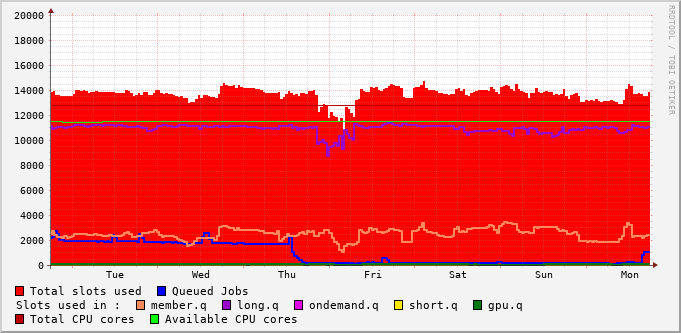 20000
18000
16000
14000
12000
10000
8000
6000
4000
2000
0
Tue Wed Thu Fri Sat Sun Mon
Total slots used Queued Jobs
Slots used in : member.q long.q ondemand.q short.q gpu.q
Total CPU cores Available CPU cores
RRDTOOL / TOBI OETIKER